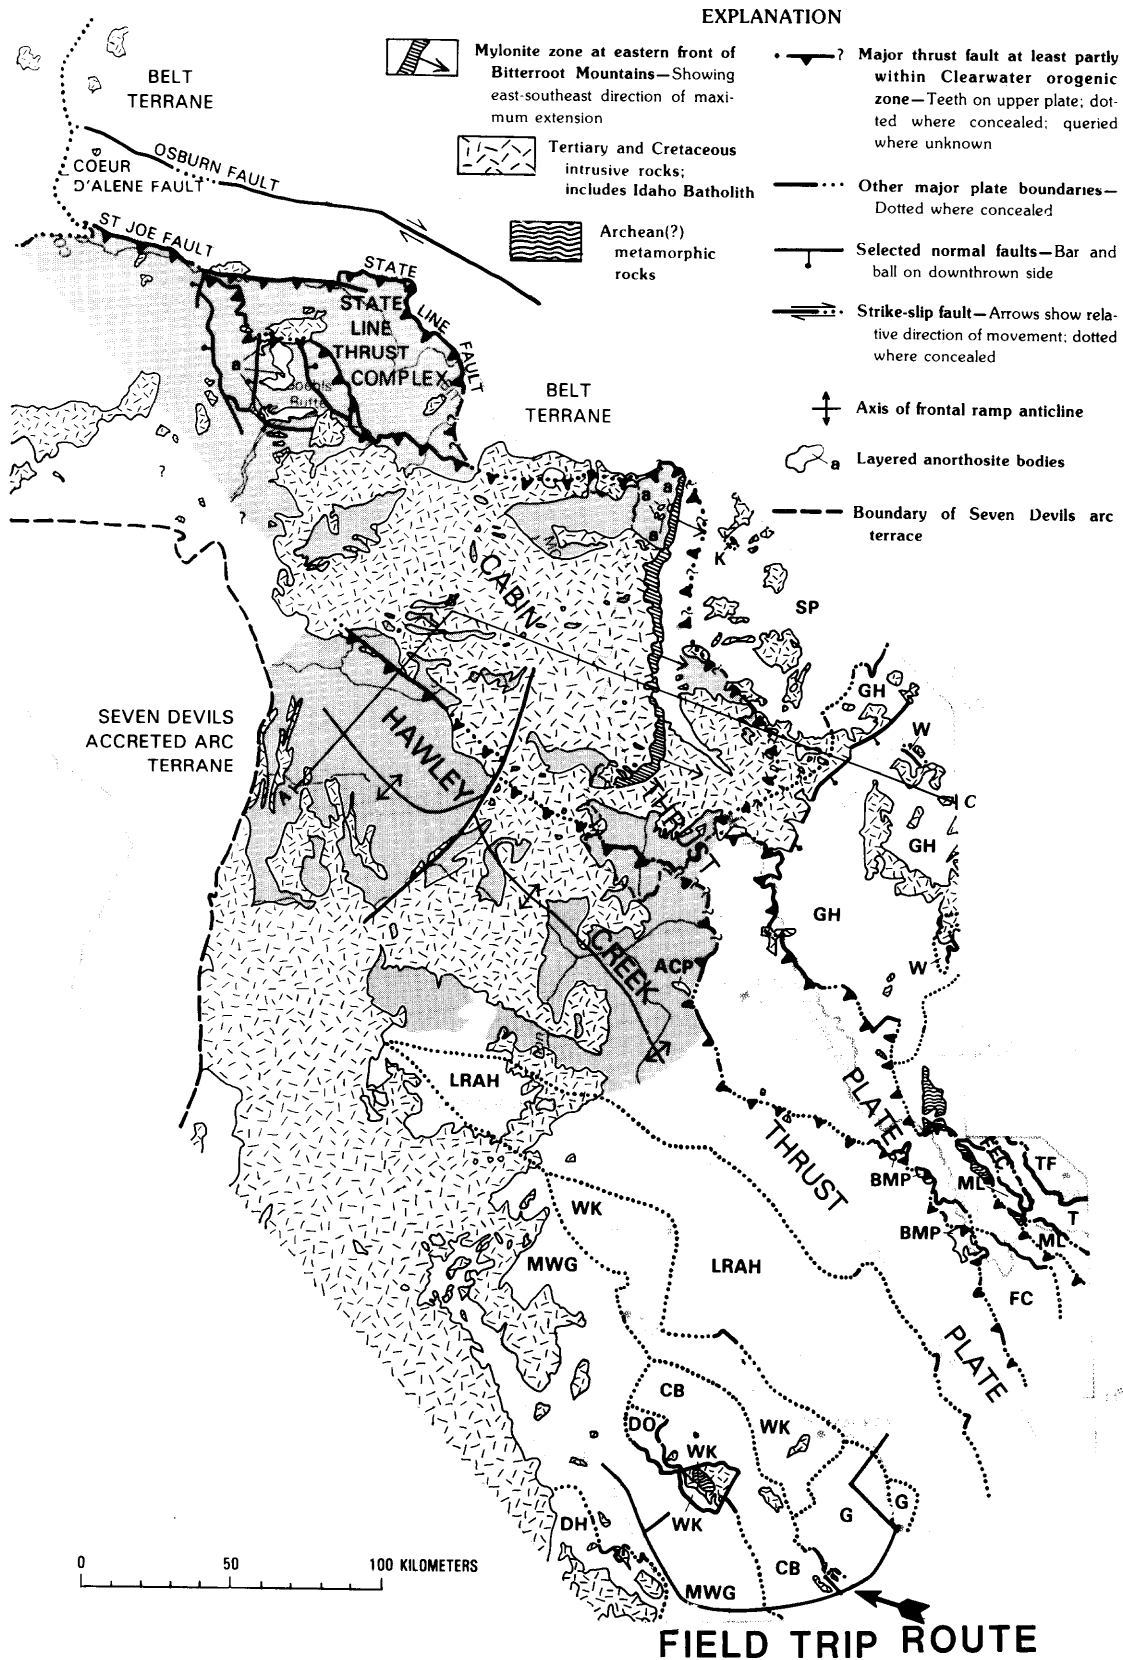 EXPLANATION
Mylonite zone at eastern front of
Bitterroot Mountains—Showing
east-southeast direction of maxi-
mum extension
Tertiary and Cretaceous
intrusive rocks;
includes Idaho Batholith
Archean(?)
metamorphic
rocks
?
Major thrust fault at least partly
within Clearwater orogenic
zone—Teeth on upper plate; dot-
ted where concealed; queried
where unknown
Other major plate boundaries—
Dotted where concealed
Selected normal faults—Bar and
ball on downthrown side
Strike-slip fault—Arrows show rela-
tive direction of movement; dotted
where concealed
Axis of frontal ramp anticline
a
Layered anorthosite bodies
Boundary of Seven Devils arc
terrace
BELT
TERRANE
OSBURN FAULT
COEUR
D'ALENE FAULT
ST JOE FAULT
STATE LINE FAULT
STATE
LINE
THRUST
COMPLEX
a
Butte
BELT
TERRANE
?
?
a
a
a
a
K
SP
CABIN
B
GH
W
SEVEN DEVILS
ACCRETED ARC
TERRANE
HAWLEY
A
THRUST
C
GH
GH
W
CREEK
ACP
LRAH
PLATE
THRUST
BMP
FC
TF
ML
T
BMP
ML
WK
MWG
LRAH
FC
PLATE
CB
DO
WK
WK
WK
G
G
DH
CB
MWG
0 50 100 KILOMETERS
FIELD TRIP ROUTE